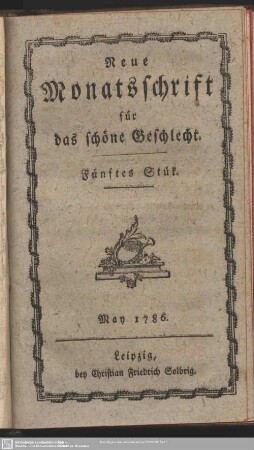 Neue
Monatsschrift
für
das schöne Geschlecht.
Fünftes Stük.
May 1786.
Leipzig,
bey Christian Friedrich Solbrig.